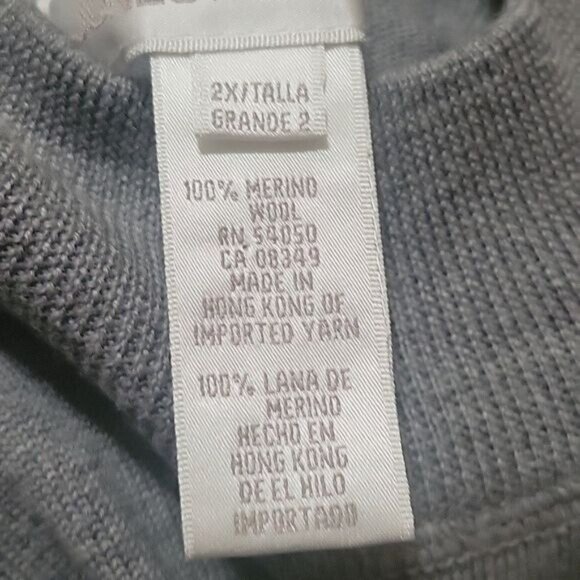 2X/TALLA
GRANDE 2
100% MERINO
WOOL
RN 54050
CA 08349
MADE IN
HONG KONG OF
IMPORTED YARN
100% LANA DE
MERINO
HECHO EN
HONG KONG
DE EL HILO
IMPORTADO